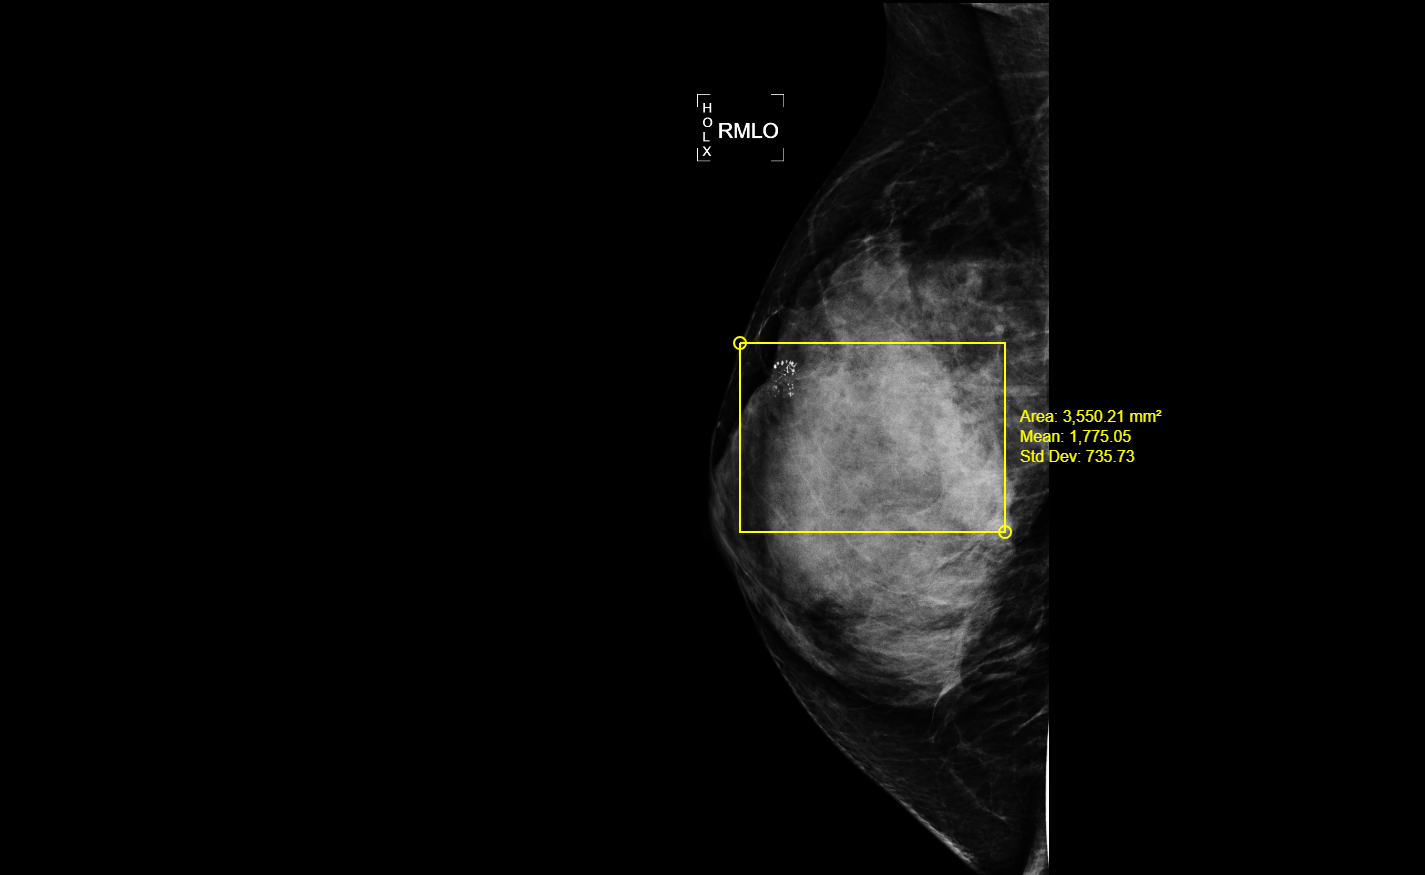 H
O
L
X
RMLO
Area: 3,550.21 mm²
Mean: 1,775.05
Std Dev: 735.73